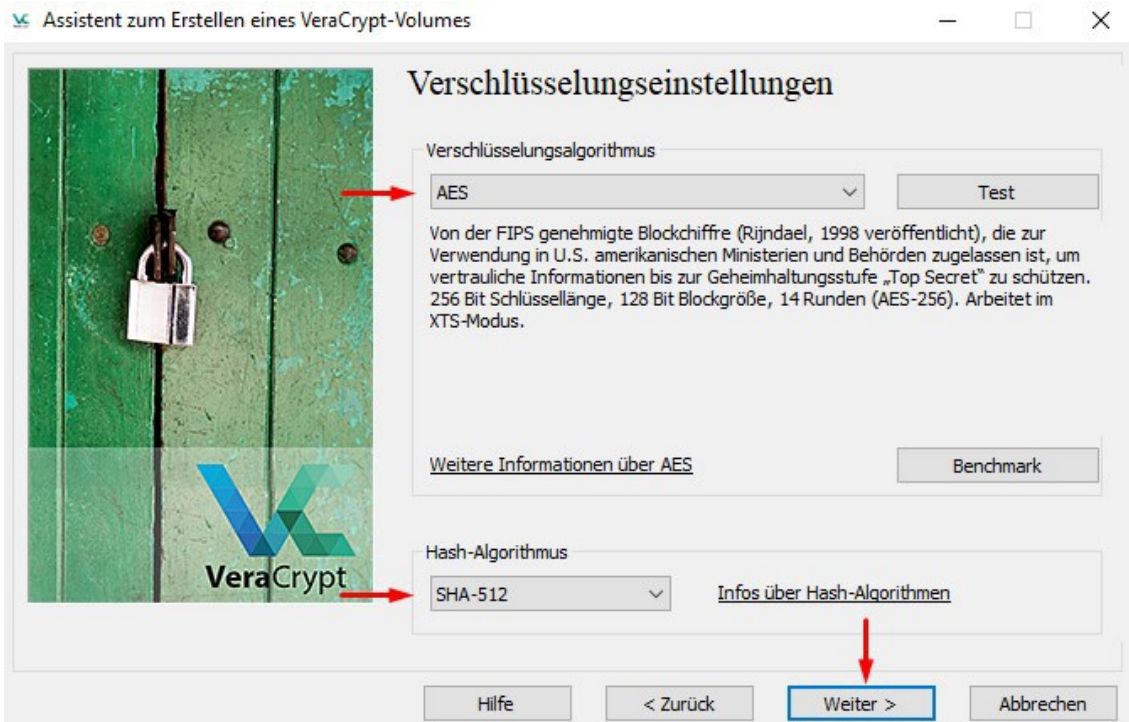 Assistent zum Erstellen eines VeraCrypt-Volumes
Verschlüsselungseinstellungen
Verschlüsselungsalgorithmus
AES
Test
Von der FIPS genehmigte Blockchiffre (Rijndael, 1998 veröffentlicht), die zur
Verwendung in U.S. amerikanischen Ministerien und Behörden zugelassen ist, um
vertrauliche Informationen bis zur Geheimhaltungsstufe „Top Secret“ zu schützen.
256 Bit Schlüssellänge, 128 Bit Blockgröße, 14 Runden (AES-256). Arbeitet im
XTS-Modus.
Weitere Informationen über AES
Benchmark
VeraCrypt
Hash-Algorithmus
SHA-512
Infos über Hash-Algorithmen
Hilfe
< Zurück
Weiter >
Abbrechen